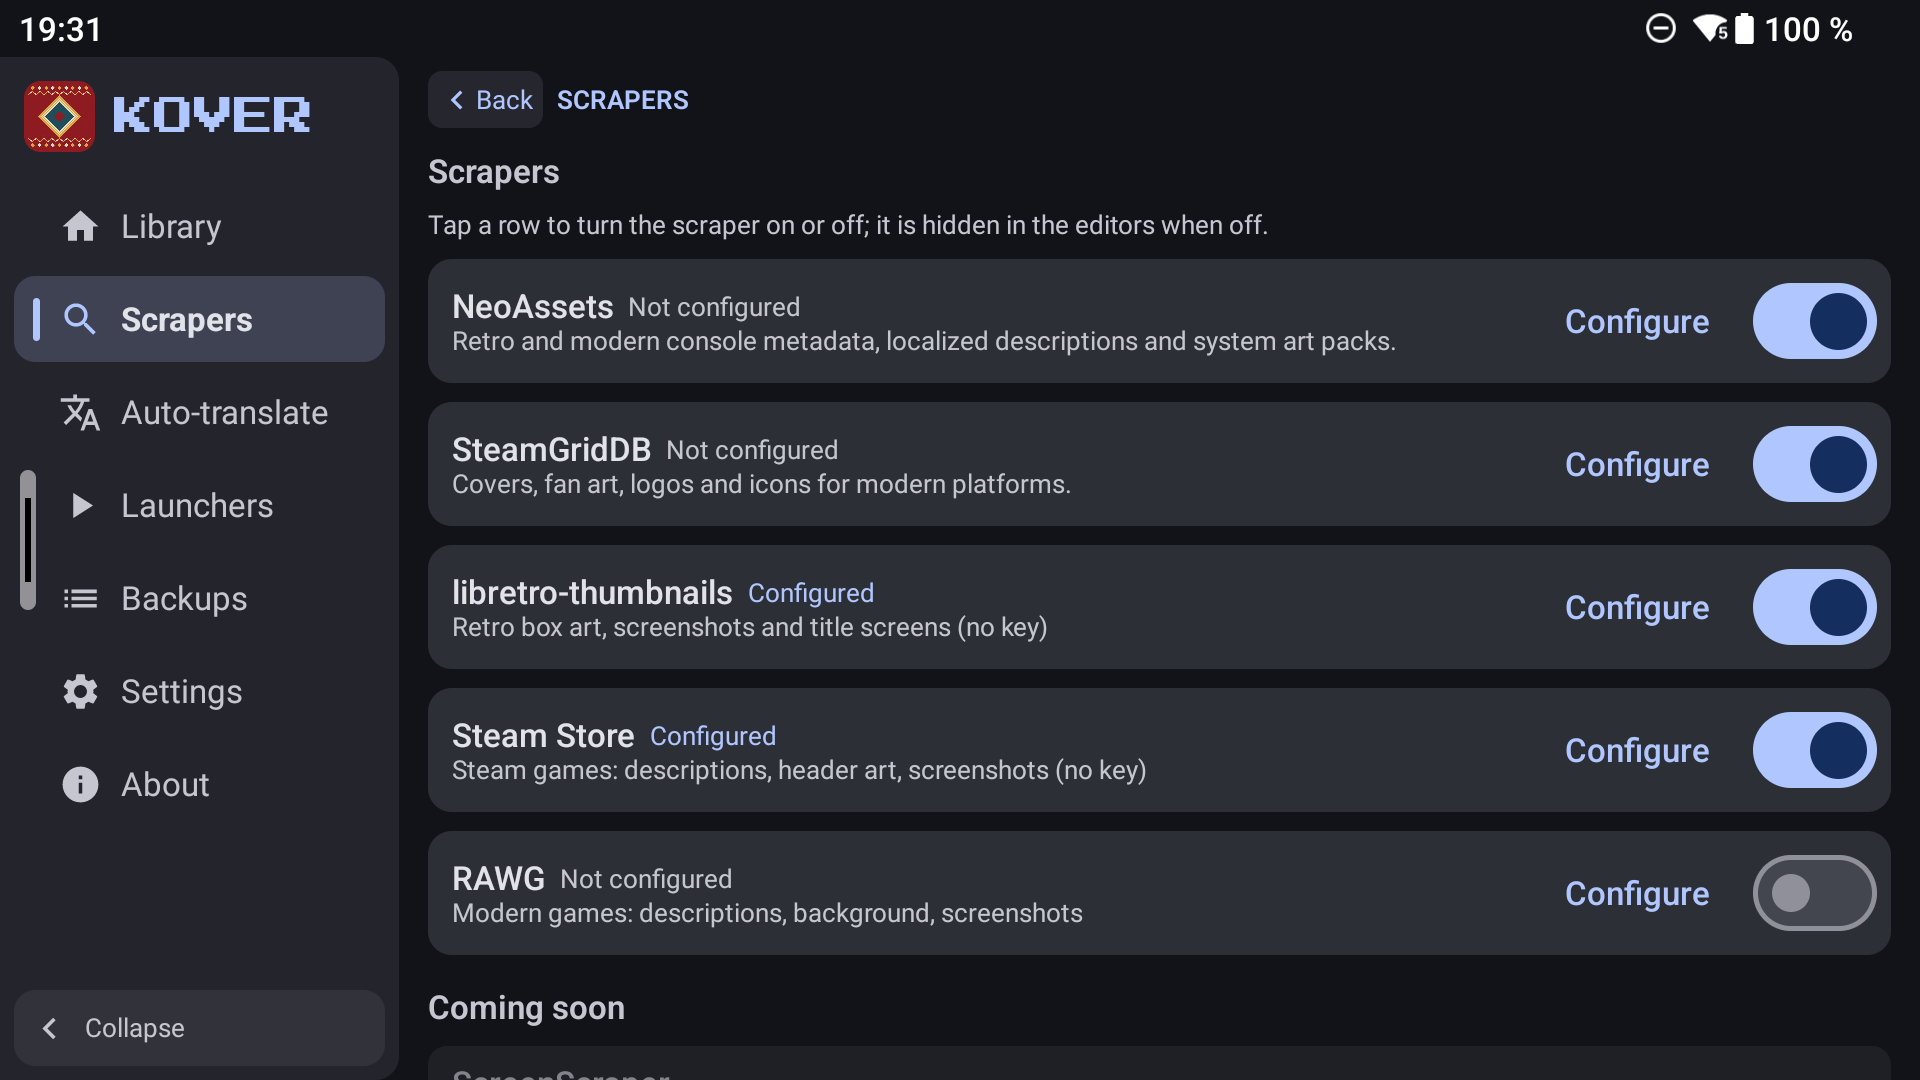 19:31
5
100 %
KOVER
Library
Scrapers
Auto-translate
Launchers
Backups
Settings
About
Collapse
Back
SCRAPERS
Scrapers
Tap a row to turn the scraper on or off; it is hidden in the editors when off.
NeoAssets Not configured
Retro and modern console metadata, localized descriptions and system art packs.
Configure
SteamGridDB Not configured
Covers, fan art, logos and icons for modern platforms.
Configure
libretro-thumbnails Configured
Retro box art, screenshots and title screens (no key)
Configure
Steam Store Configured
Steam games: descriptions, header art, screenshots (no key)
Configure
RAWG Not configured
Modern games: descriptions, background, screenshots
Configure
Coming soon
ScreenScraper